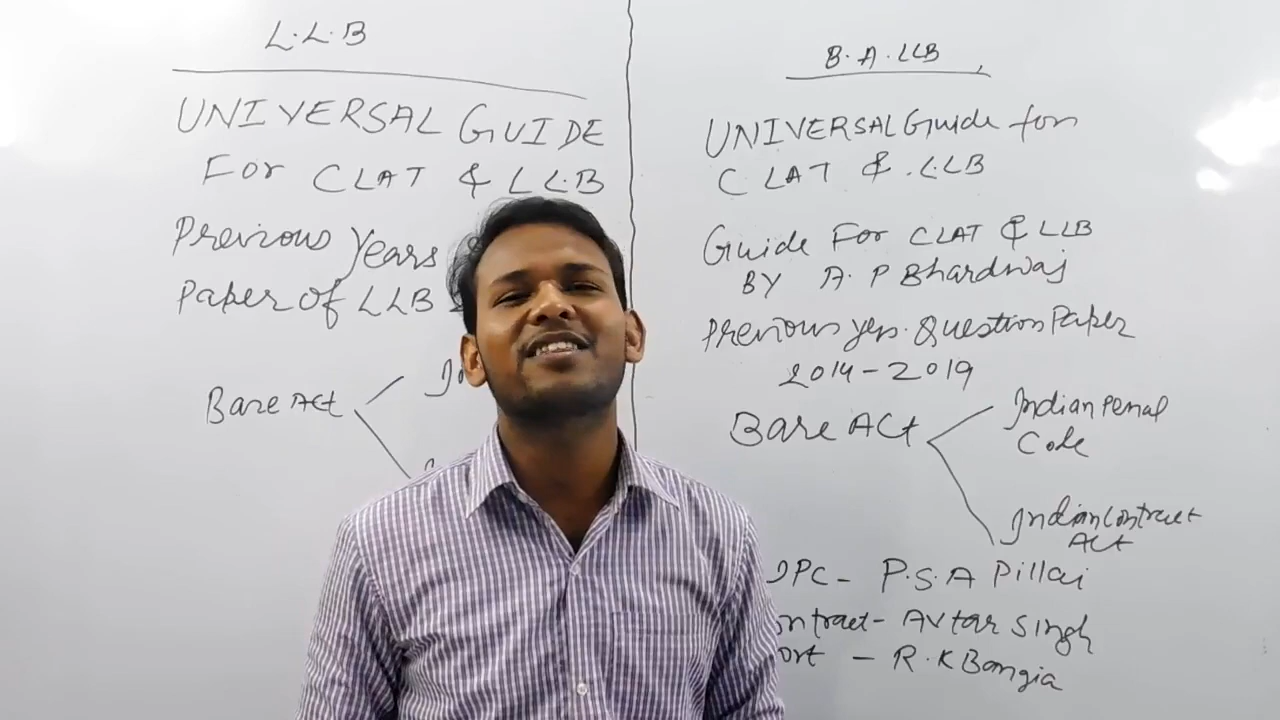 L.L.B
UNIVERSAL GUIDE
FOR CLAT & LLB
Previous Years
Paper of LLB
Bare Act
B.A.LLB
UNIVERSAL Guide for
CLAT & LLB
Guide For CLAT & LLB
BY A.P Bhardwaj
Previous yrs. Question Paper
2014-2019
Bare Act
Indian Penal
Code
Indian Contract
Act
IPC- P.S.A Pillai
ntract- Avtar Singh
ort - R.K Bangia